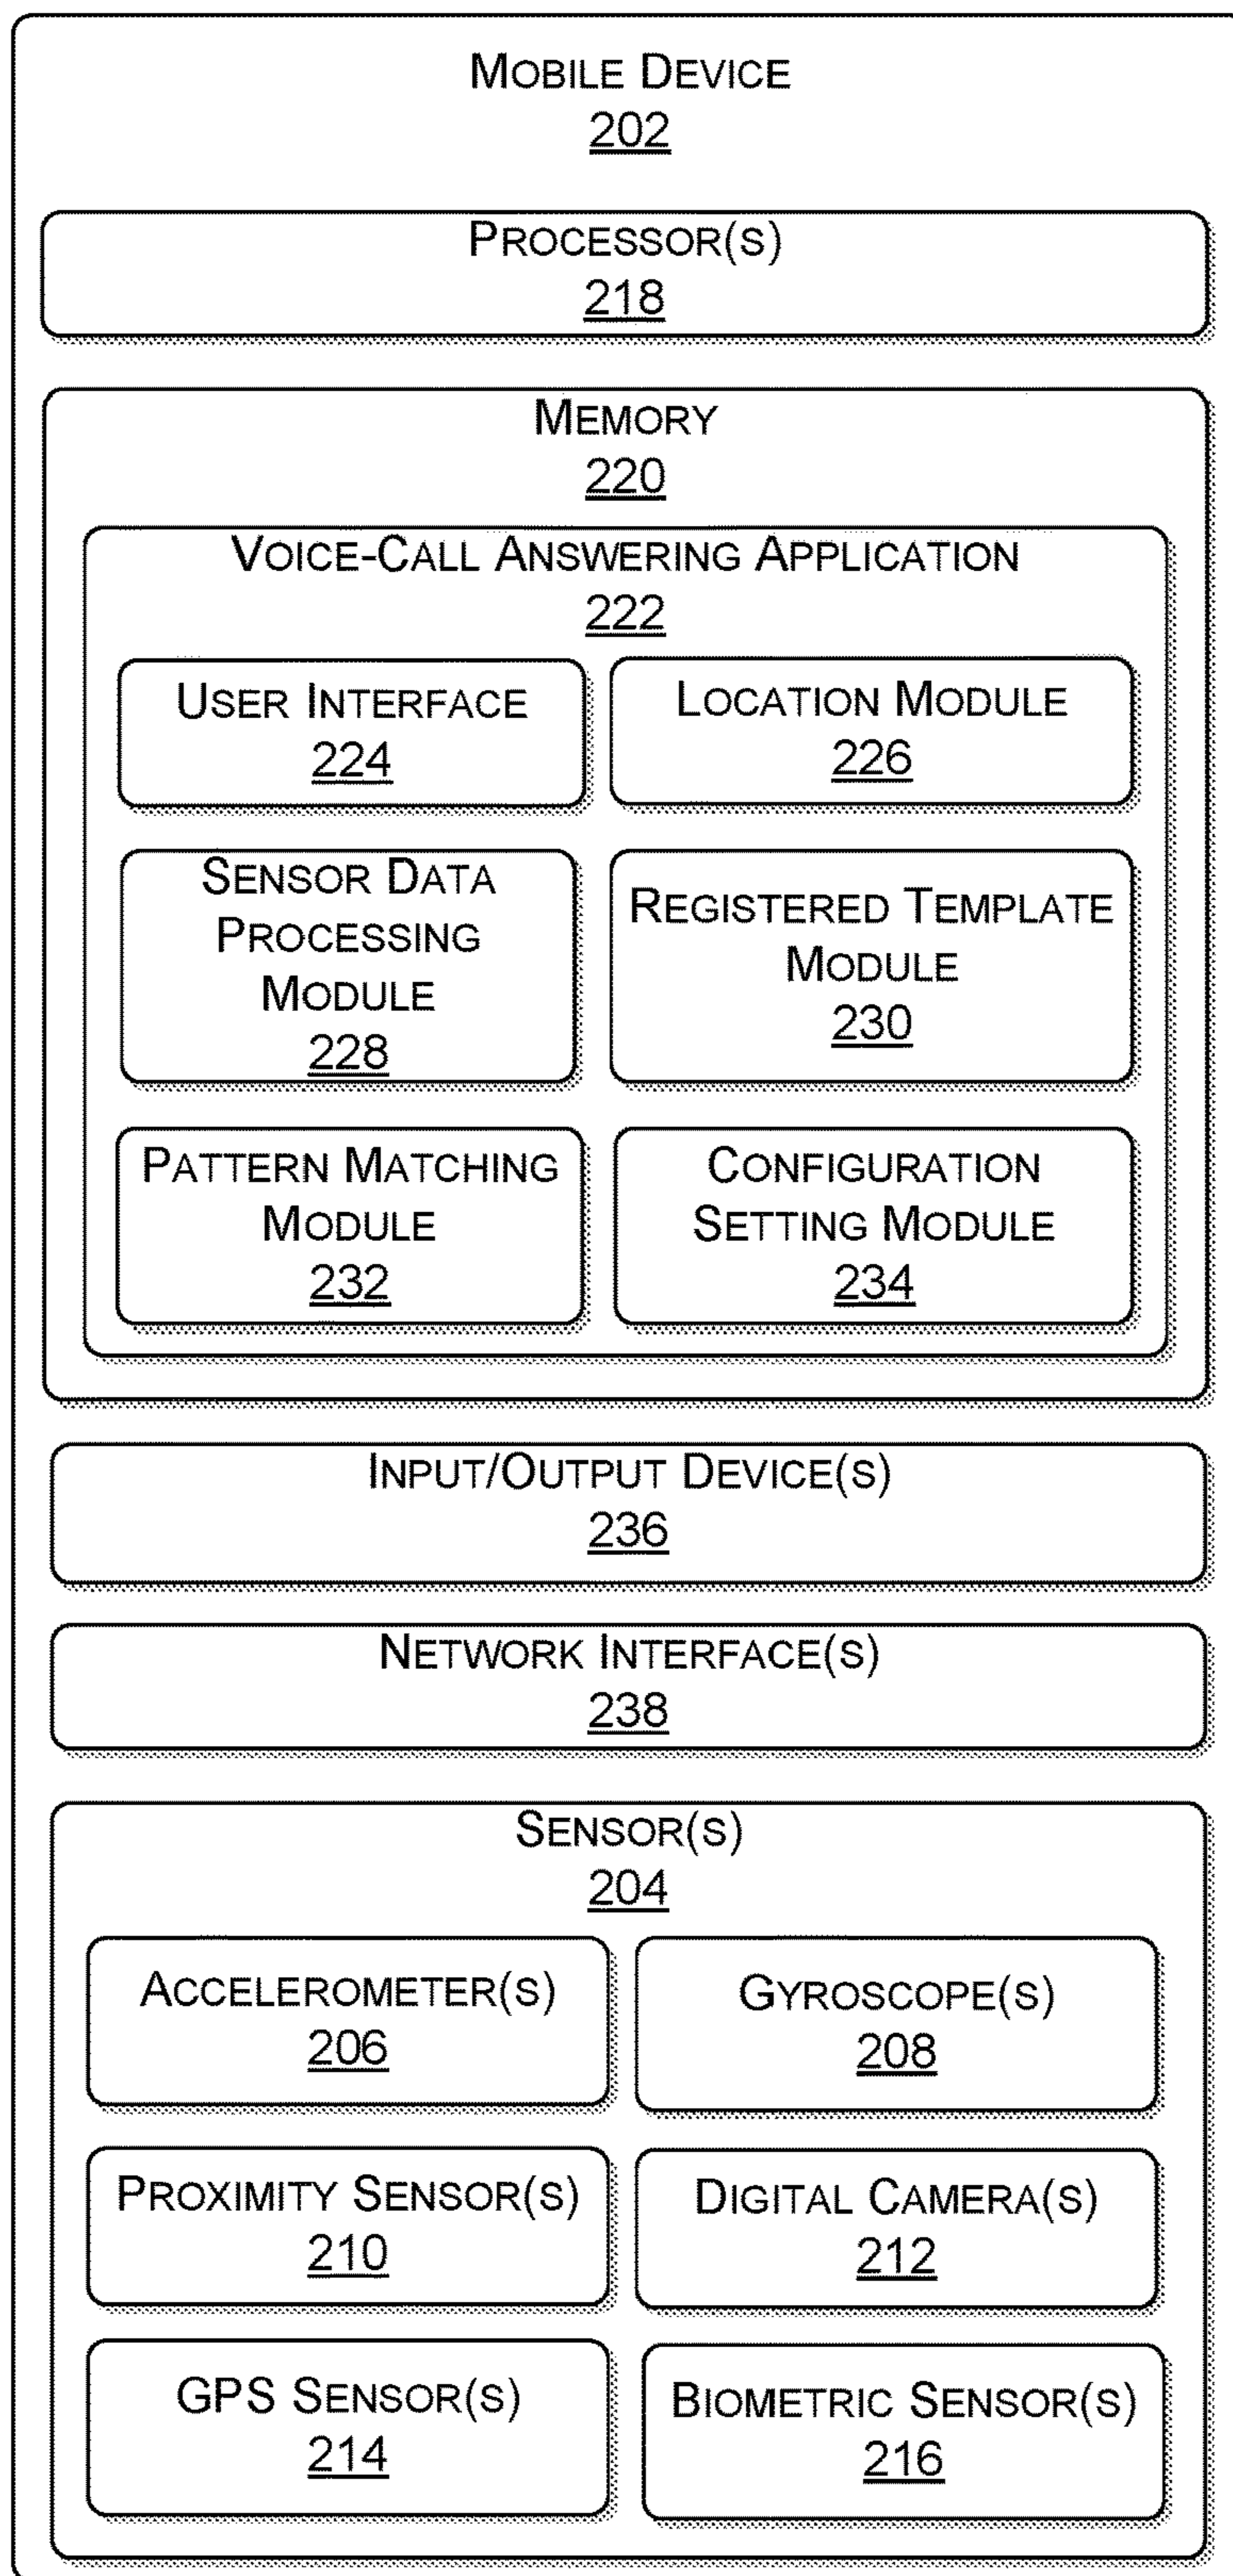 MOBILE DEVICE
202
PROCESSOR(S)
218
MEMORY
220
VOICE-CALL ANSWERING APPLICATION
222
USER INTERFACE
224
LOCATION MODULE
226
SENSOR DATA
PROCESSING
MODULE
228
REGISTERED TEMPLATE
MODULE
230
PATTERN MATCHING
MODULE
232
CONFIGURATION
SETTING MODULE
234
INPUT/OUTPUT DEVICE(S)
236
NETWORK INTERFACE(S)
238
SENSOR(S)
204
ACCELEROMETER(S)
206
GYROSCOPE(S)
208
PROXIMITY SENSOR(S)
210
DIGITAL CAMERA(S)
212
GPS SENSOR(S)
214
BIOMETRIC SENSOR(S)
216